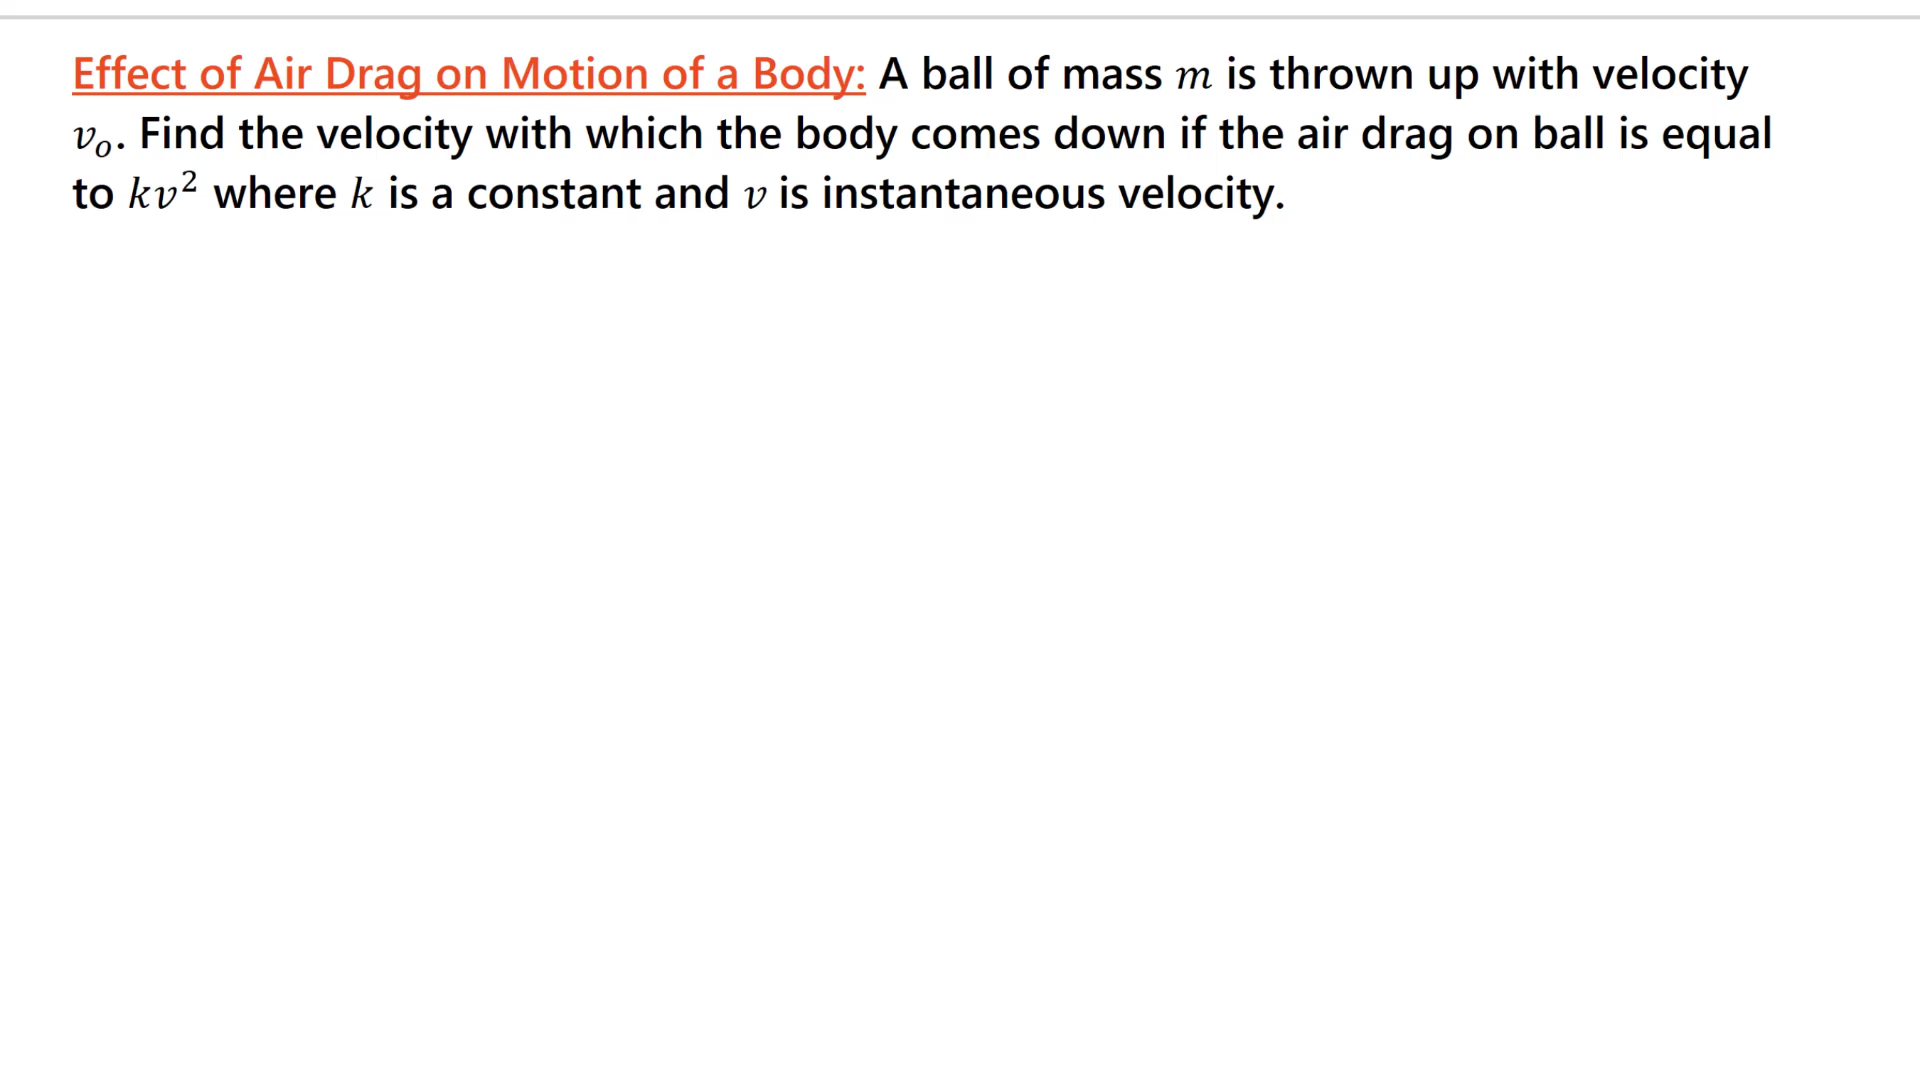 Effect of Air Drag on Motion of a Body: A ball of mass m is thrown up with velocity
v₀. Find the velocity with which the body comes down if the air drag on ball is equal
to kv² where k is a constant and v is instantaneous velocity.